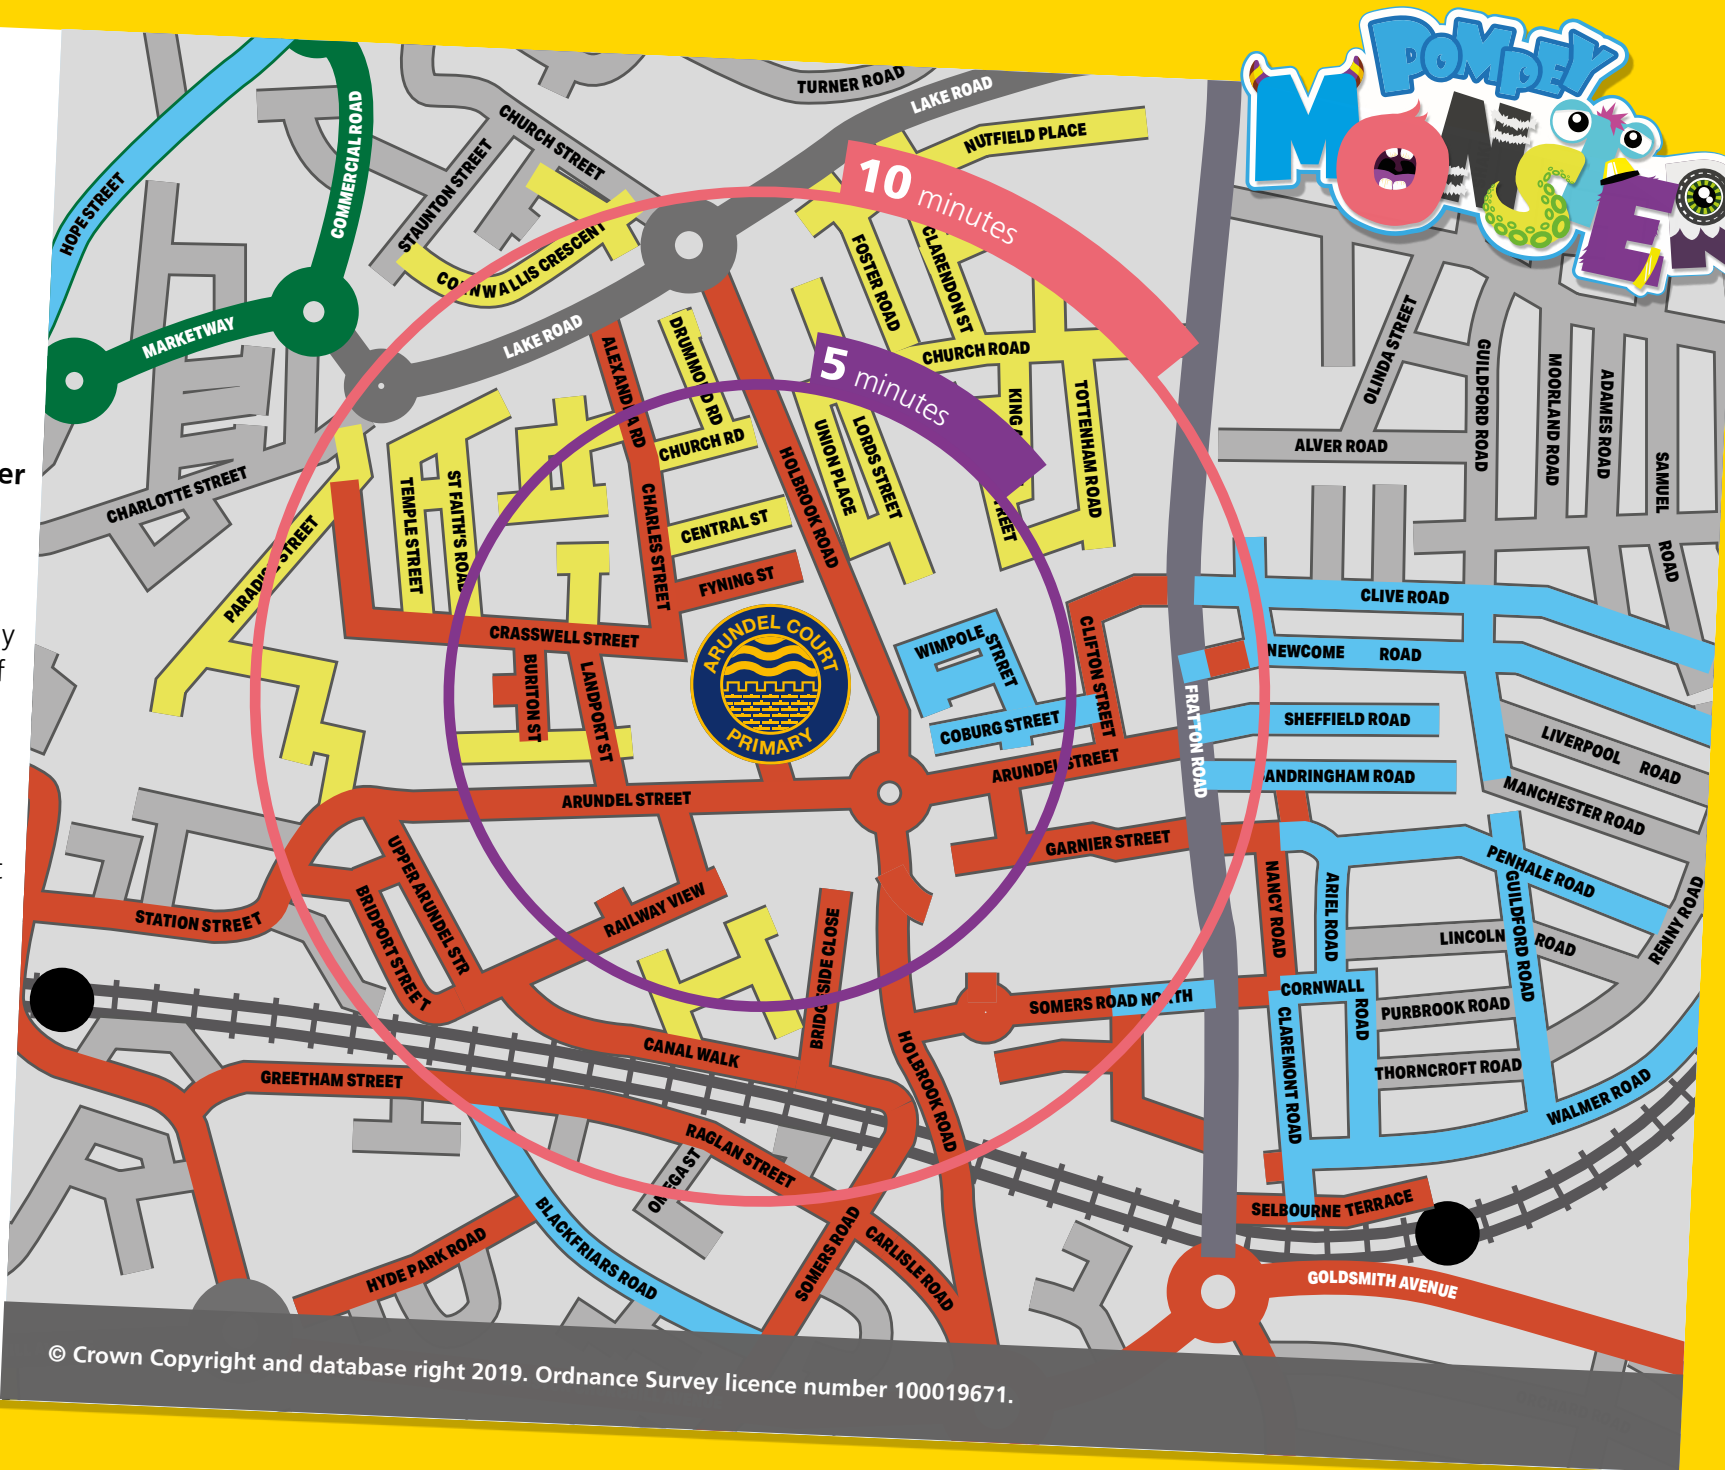 POMPEY
MONSTER
TURNER ROAD
LAKE ROAD
NUTFIELD PLACE
CHURCH STREET
COMMERCIAL ROAD
STAUNTON STREET
HOPE STREET
10 minutes
CORNWALLIS CRESCENT
FOSTER ROAD
CLARENDON ST
MARKETWAY
LAKE ROAD
DRUMMOND RD
ALEXANDRA RD
CHURCH ROAD
5 minutes
OLINDA STREET
GUILDFORD ROAD
MOORLAND ROAD
ADAMES ROAD
SAMUEL
ROAD
KING
STREET
TOTTENHAM ROAD
ALVER ROAD
CHURCH RD
UNION PLACE
LORDS STREET
HOLBROOK ROAD
er
CHARLOTTE STREET
TEMPLE STREET
ST FAITH'S ROAD
CHARLES STREET
CENTRAL ST
PARADISE STREET
FYNING ST
CLIVE ROAD
y
f
CRASSWELL STREET
ARUNDEL COURT
PRIMARY
WIMPOLE
STRRET
CLIFTON STREET
NEWCOME ROAD
BURITON ST
LANDPORT ST
COBURG STREET
SHEFFIELD ROAD
FRATTON ROAD
LIVERPOOL ROAD
ARUNDEL STREET
ARUNDEL STREET
SANDRINGHAM ROAD
MANCHESTER ROAD
GARNIER STREET
UPPER ARUNDEL STR
PENHALE ROAD
NANCY ROAD
ARIEL ROAD
GUILDFORD ROAD
RENNY ROAD
t
BRIDPORT STREET
RAILWAY VIEW
BRIDGESIDE CLOSE
STATION STREET
LINCOLN ROAD
CORNWALL
ROAD
SOMERS ROAD NORTH
PURBROOK ROAD
CLAREMONT ROAD
CANAL WALK
HOLBROOK ROAD
GREETHAM STREET
THORNCROFT ROAD
WALMER ROAD
RAGLAN STREET
OMEGA ST
SELBOURNE TERRACE
BLACKFRIARS ROAD
HYDE PARK ROAD
SOMERS ROAD
CARLISLE ROAD
GOLDSMITH AVENUE
© Crown Copyright and database right 2019. Ordnance Survey licence number 100019671.